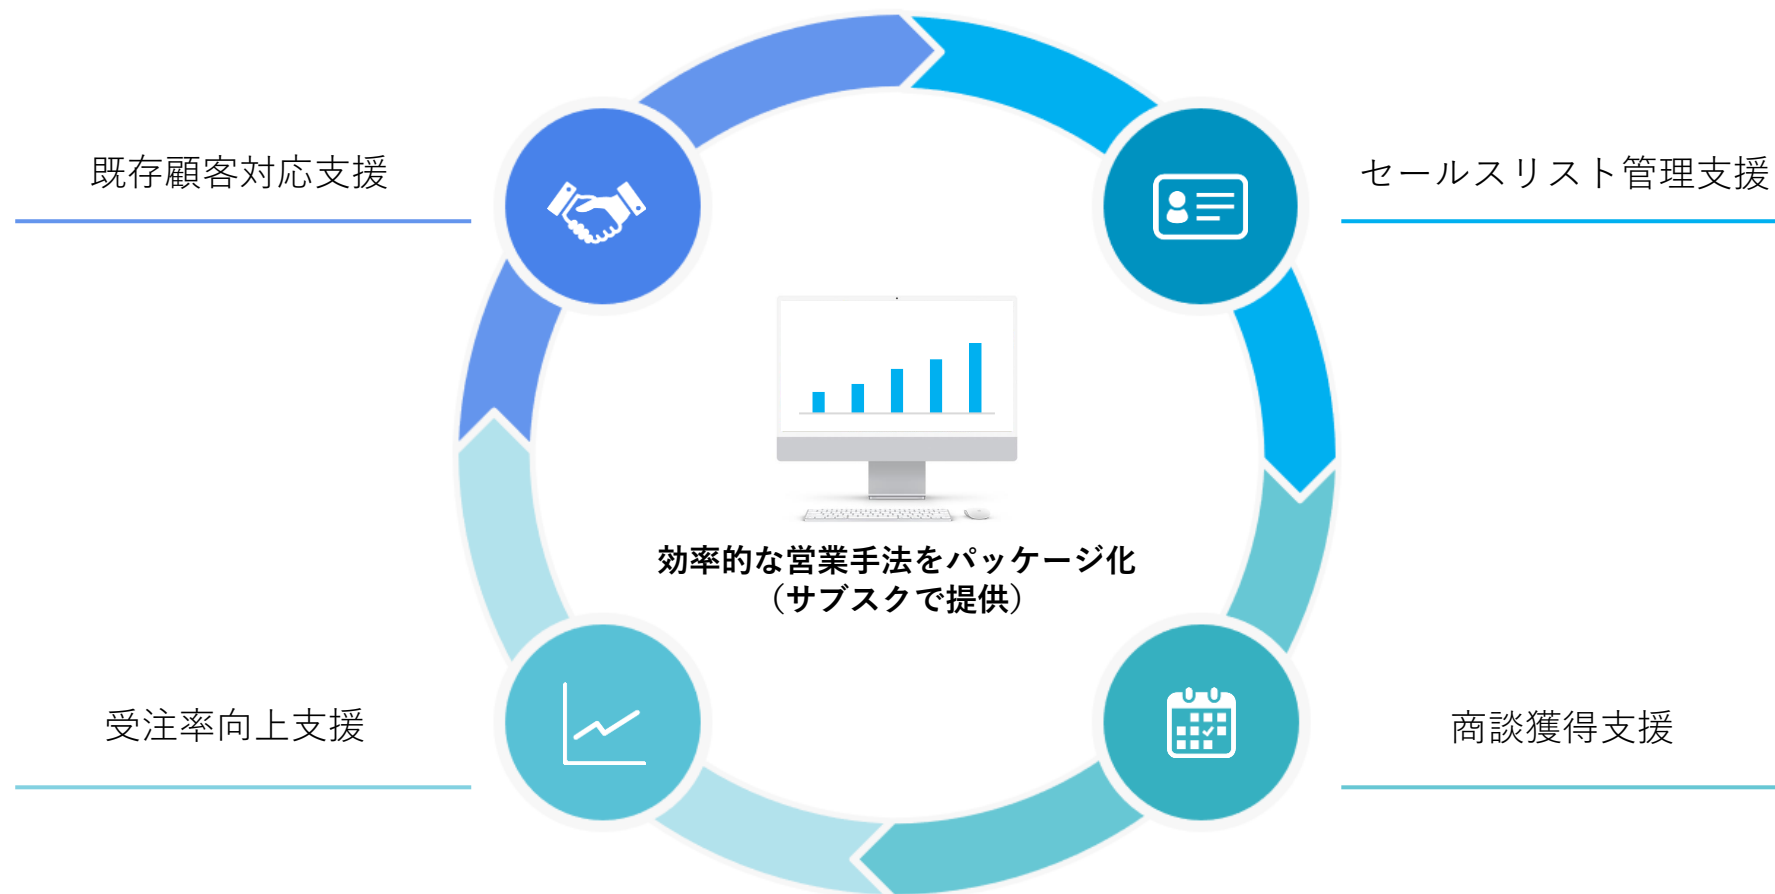 既存顧客対応支援
セールスリスト管理支援
効率的な営業手法をパッケージ化
（サブスクで提供）
受注率向上支援
商談獲得支援